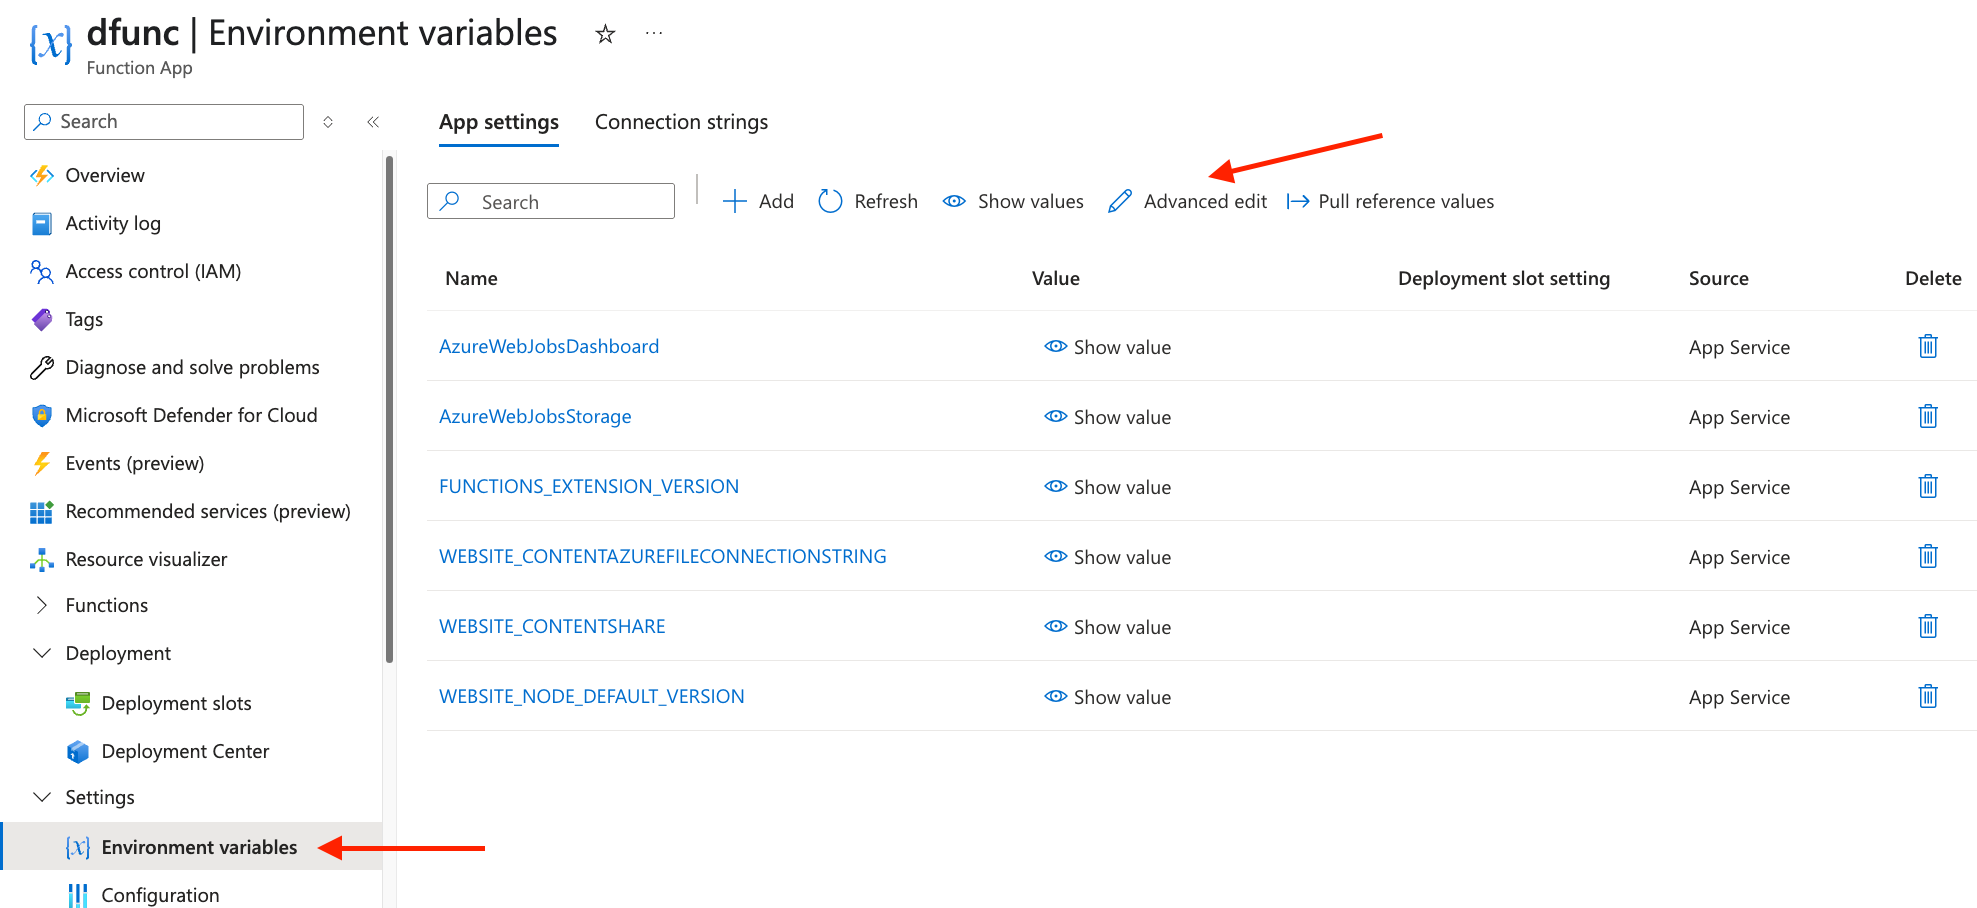 dfunc | Environment variables
Function App
Search
Overview
Activity log
Access control (IAM)
Tags
Diagnose and solve problems
Microsoft Defender for Cloud
Events (preview)
Recommended services (preview)
Resource visualizer
Functions
Deployment
Deployment slots
Deployment Center
Settings
Environment variables
Configuration
App settings Connection strings
Search Add Refresh Show values Advanced edit Pull reference values
Name Value Deployment slot setting Source Delete
AzureWebJobsDashboard Show value App Service
AzureWebJobsStorage Show value App Service
FUNCTIONS_EXTENSION_VERSION Show value App Service
WEBSITE_CONTENTAZUREFILECONNECTIONSTRING Show value App Service
WEBSITE_CONTENTSHARE Show value App Service
WEBSITE_NODE_DEFAULT_VERSION Show value App Service